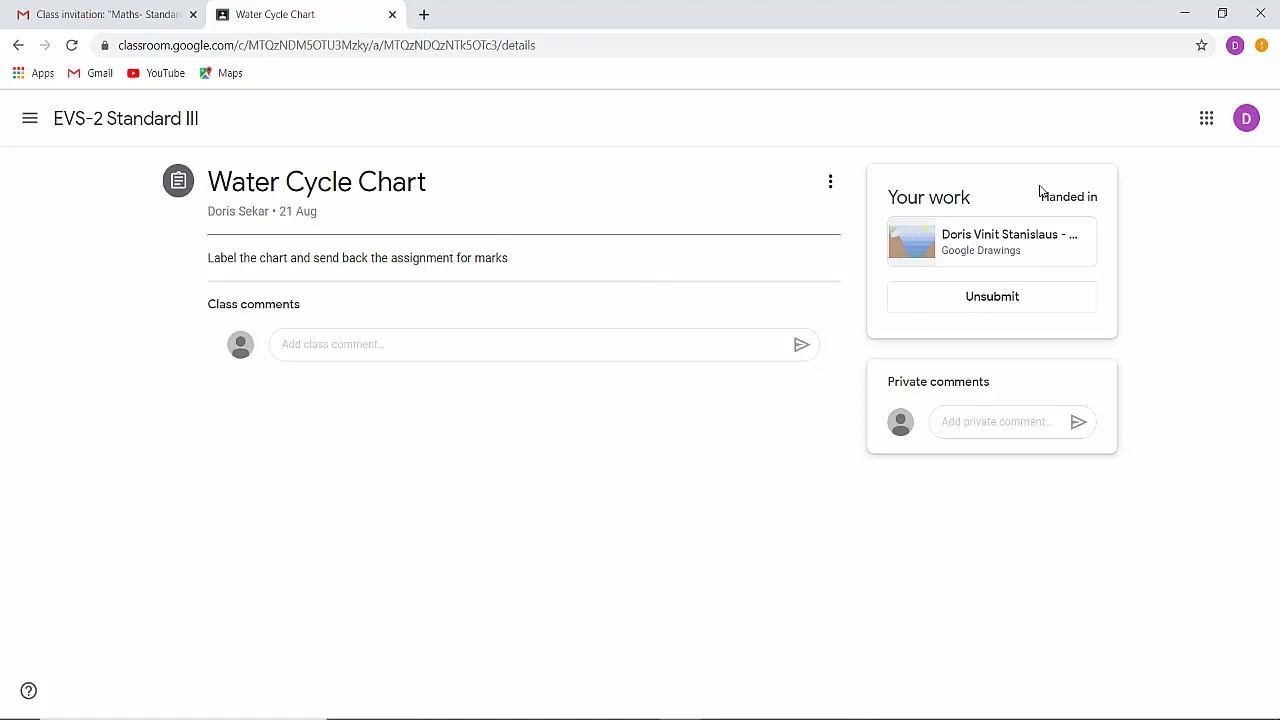 Class invitation: "Maths- Standar
Water Cycle Chart
classroom.google.com/c/MTQzNDM5OTU3Mzky/a/MTQzNDQzNTk5OTc3/details
D
Apps
Gmail
YouTube
Maps
EVS-2 Standard III
D
Water Cycle Chart
Doris Sekar • 21 Aug
Label the chart and send back the assignment for marks
Class comments
Add class comment...
Your work
Handed in
Doris Vinit Stanislaus - ...
Google Drawings
Unsubmit
Private comments
Add private comment...